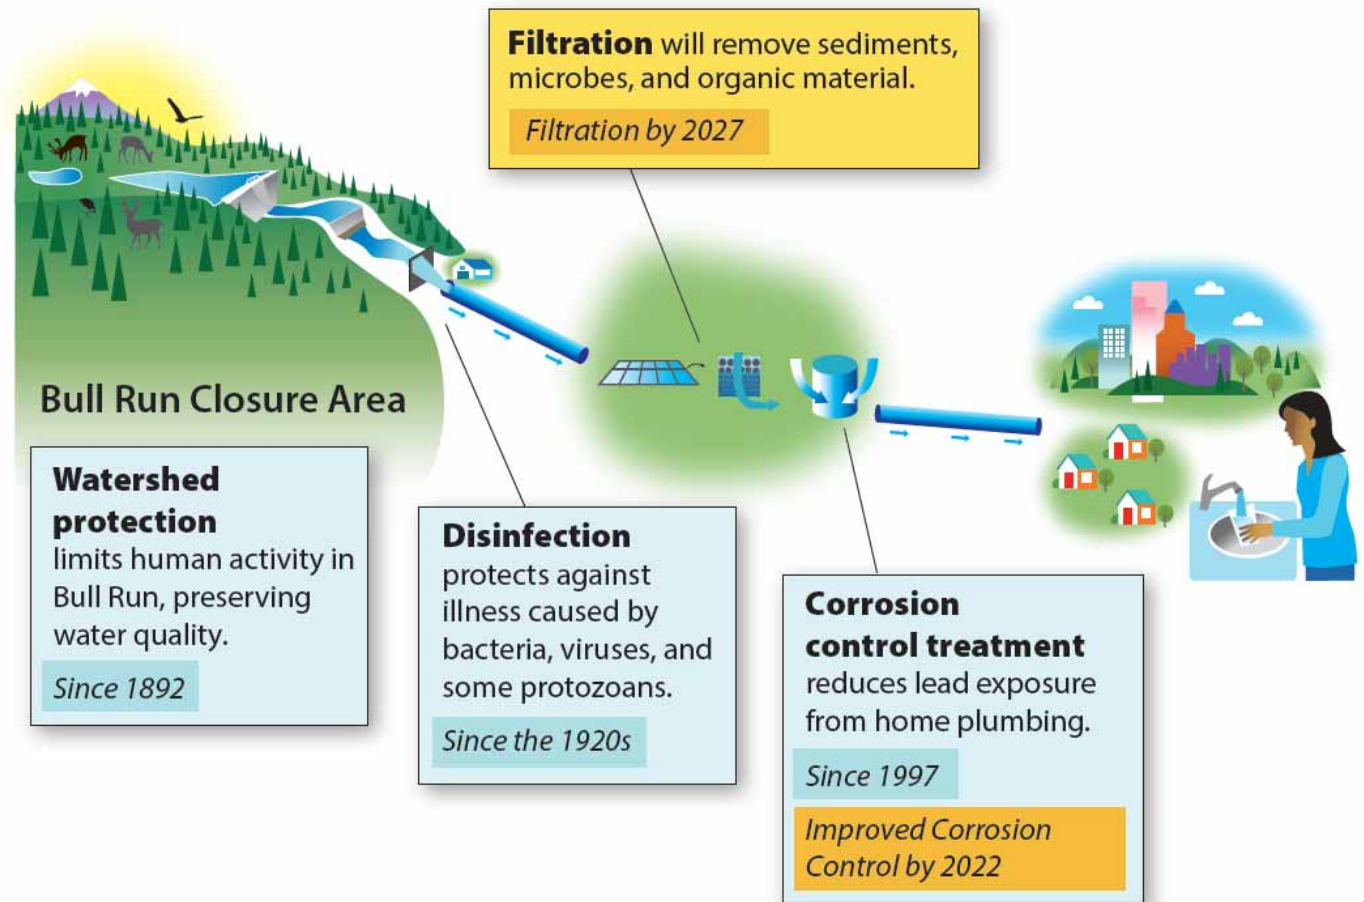 Filtration will remove sediments,
microbes, and organic material.
Filtration by 2027
Bull Run Closure Area
Watershed
protection
limits human activity in
Bull Run, preserving
water quality.
Since 1892
Disinfection
protects against
illness caused by
bacteria, viruses, and
some protozoans.
Since the 1920s
Corrosion
control treatment
reduces lead exposure
from home plumbing.
Since 1997
Improved Corrosion
Control by 2022